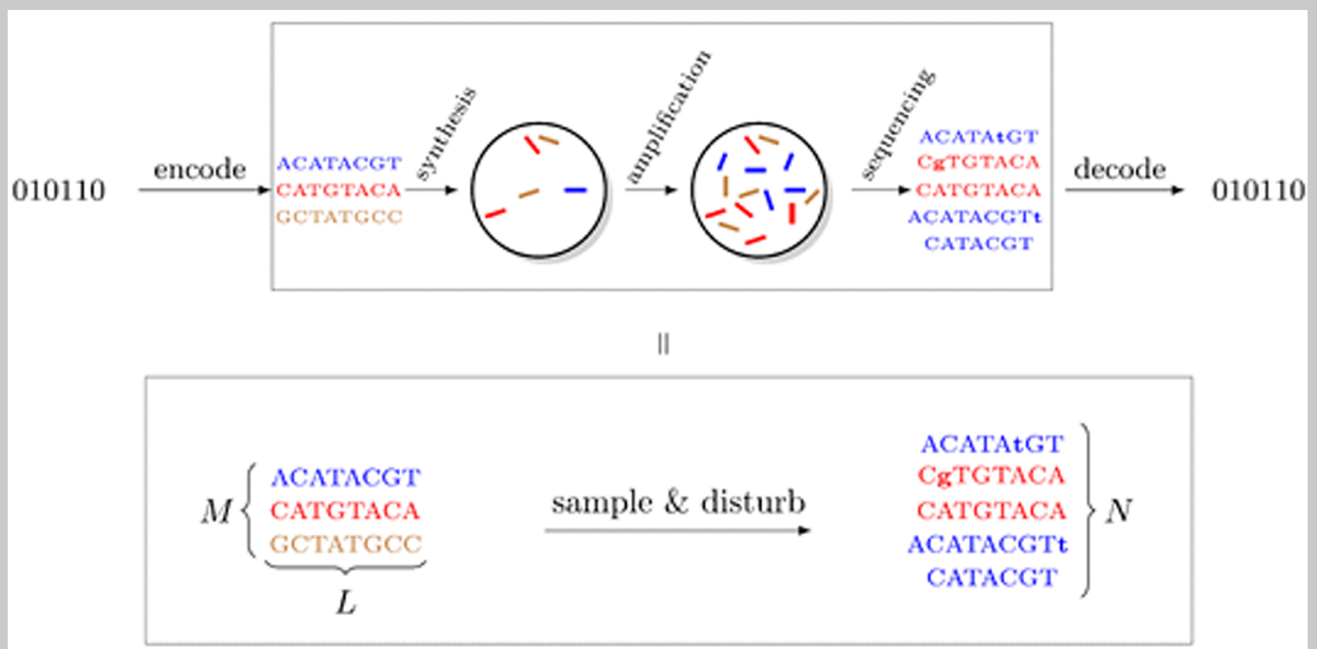 010110
encode
ACATACGT
CATGTACA
GCTATGCC
synthesis
amplification
sequencing
ACATAtGT
CgTGTACA
CATGTACA
ACATACGTt
CATACGT
decode
010110
=
M
ACATACGT
CATGTACA
GCTATGCC
L
sample & disturb
ACATAtGT
CgTGTACA
CATGTACA
ACATACGTt
CATACGT
N